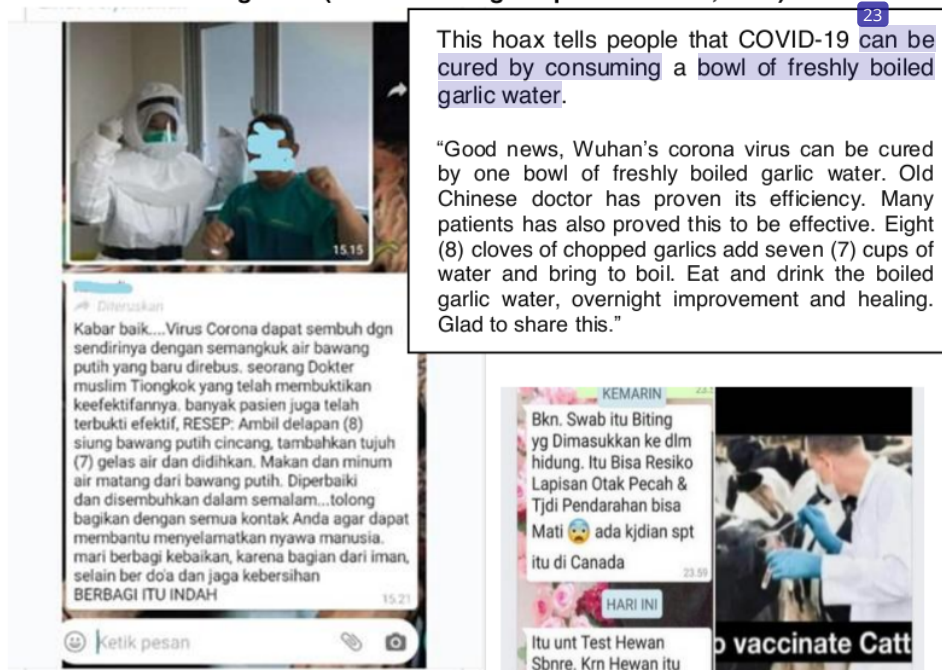 23
This hoax tells people that COVID-19 can be
cured by consuming a bowl of freshly boiled
garlic water.
“Good news, Wuhan’s corona virus can be cured
by one bowl of freshly boiled garlic water. Old
Chinese doctor has proven its efficiency. Many
patients has also proved this to be effective. Eight
(8) cloves of chopped garlics add seven (7) cups of
water and bring to boil. Eat and drink the boiled
garlic water, overnight improvement and healing.
Glad to share this.”
15.15
Diteruskan
Kabar baik....Virus Corona dapat sembuh dgn
sendirinya dengan semangkuk air bawang
putih yang baru direbus. seorang Dokter
muslim Tiongkok yang telah membuktikan
keefektifannya. banyak pasien juga telah
terbukti efektif, RESEP: Ambil delapan (8)
siung bawang putih cincang, tambahkan tujuh
(7) gelas air dan didihkan. Makan dan minum
air matang dari bawang putih. Diperbaiki
dan disembuhkan dalam semalam...tolong
bagikan dengan semua kontak Anda agar dapat
membantu menyelamatkan nyawa manusia.
mari berbagi kebaikan, karena bagian dari iman,
selain ber do'a dan jaga kebersihan
BERBAGI ITU INDAH
15.21
Ketik pesan
KEMARIN
Bkn. Swab itu Biting
yg Dimasukkan ke dlm
hidung. Itu Bisa Resiko
Lapisan Otak Pecah &
Tjdi Pendarahan bisa
Mati 😨 ada kjdian spt
itu di Canada
23.59
HARI INI
Itu unt Test Hewan
Sbnre. Krn Hewan itu
o vaccinate Catt